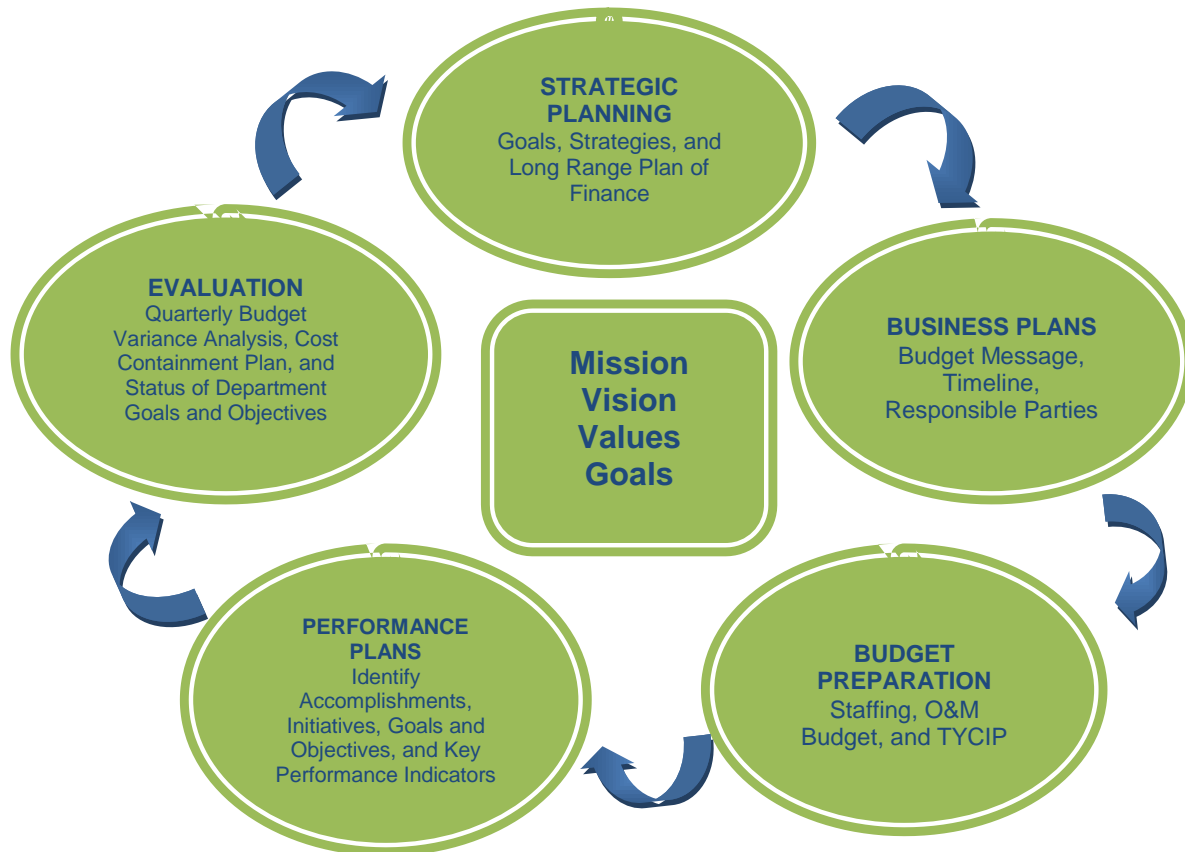 STRATEGIC
PLANNING
Goals, Strategies, and
Long Range Plan of
Finance
EVALUATION
Quarterly Budget
Variance Analysis, Cost
Containment Plan, and
Status of Department
Goals and Objectives
Mission
Vision
Values
Goals
BUSINESS PLANS
Budget Message,
Timeline,
Responsible Parties
PERFORMANCE
PLANS
Identify
Accomplishments,
Initiatives, Goals and
Objectives, and Key
Performance Indicators
BUDGET
PREPARATION
Staffing, O&M
Budget, and TYCIP